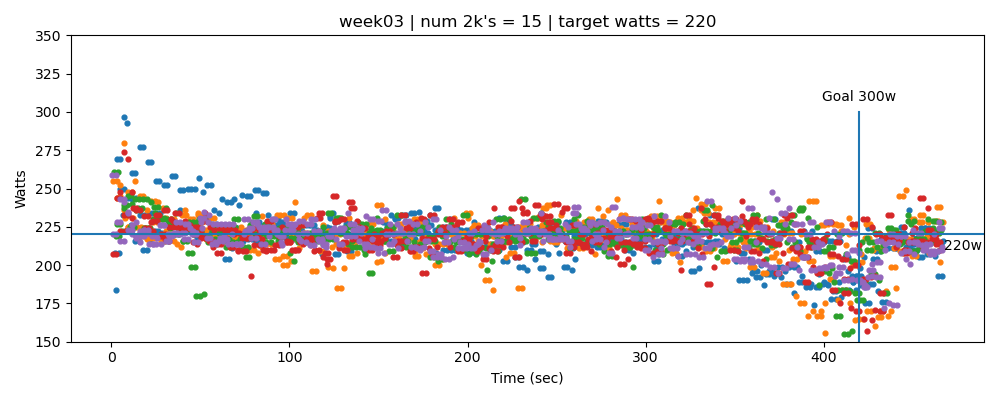 week03 | num 2k's = 15 | target watts = 220
350
325
300
275
250
225
200
175
150
Watts
Goal 300w
220w
0
100
200
300
400
Time (sec)